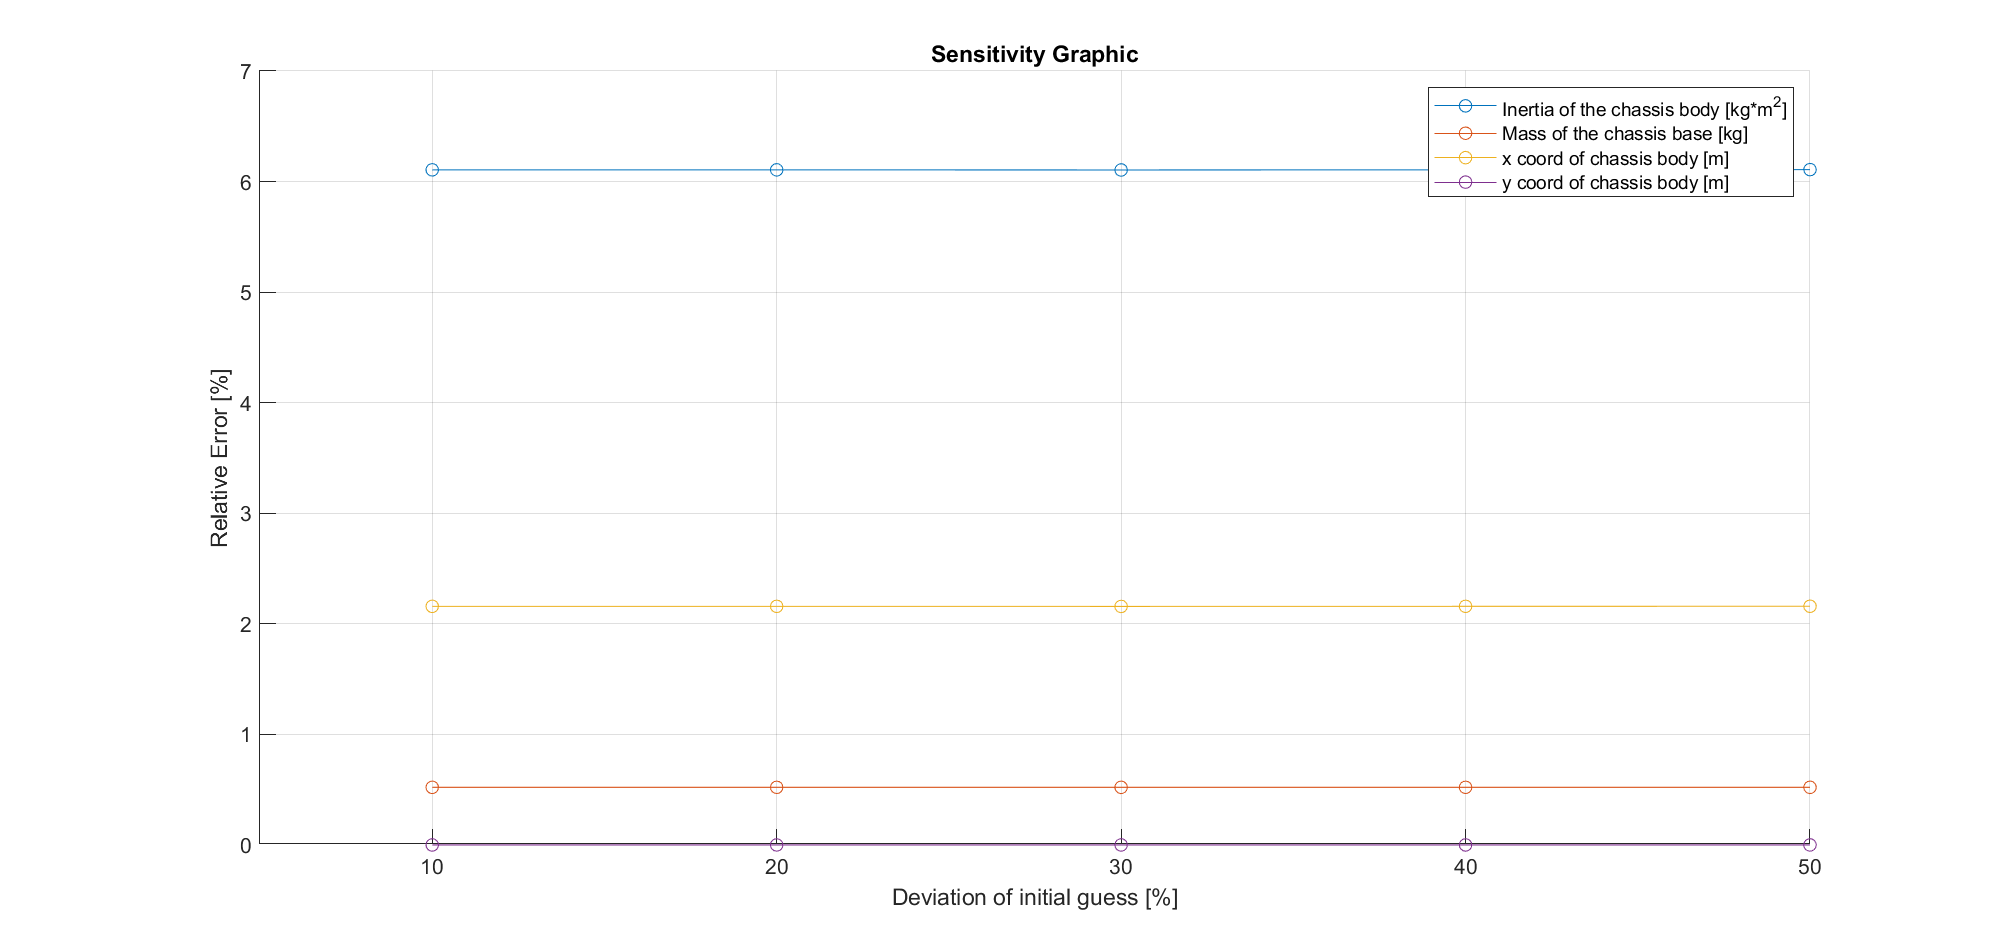 Sensitivity Graphic
7
6
5
4
3
2
1
0
Relative Error [%]
Inertia of the chassis body [kg*m²]
Mass of the chassis base [kg]
x coord of chassis body [m]
y coord of chassis body [m]
10 20 30 40 50
Deviation of initial guess [%]